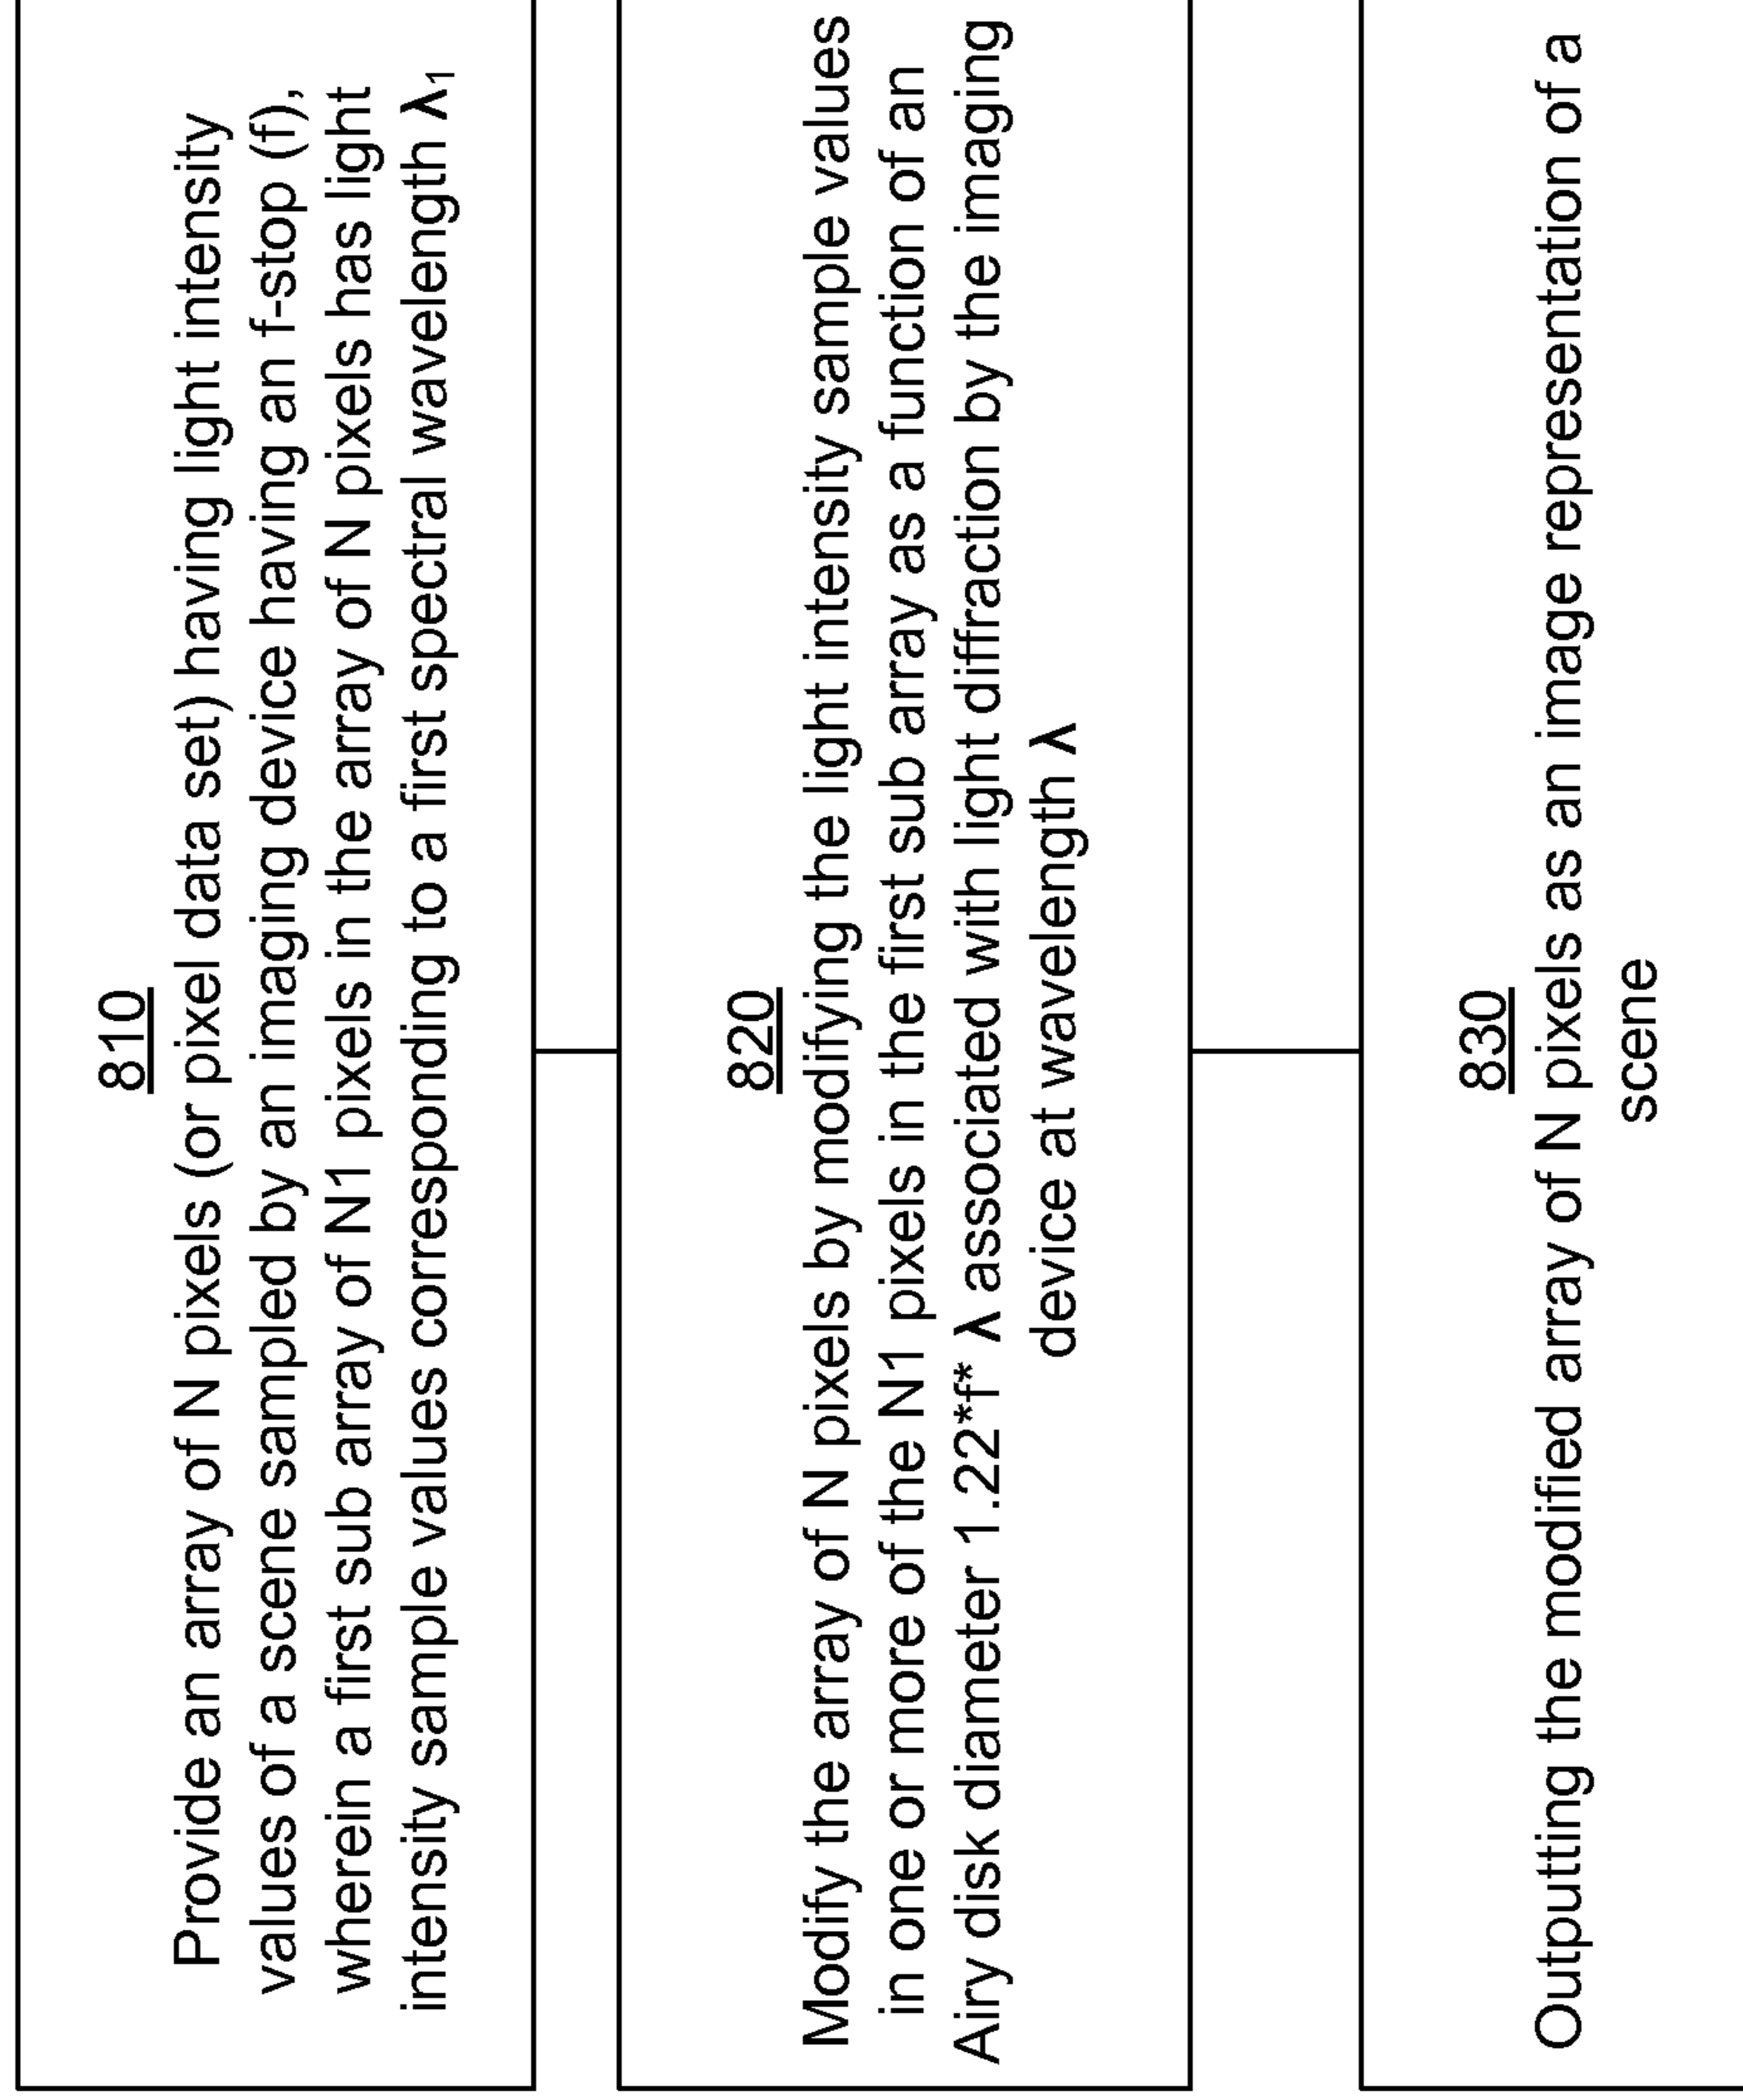 810
Provide an array of N pixels (or pixel data set) having light intensity
values of a scene sampled by an imaging device having an f-stop (f),
wherein a first sub array of N1 pixels in the array of N pixels has light
intensity sample values corresponding to a first spectral wavelength λ₁
820
Modify the array of N pixels by modifying the light intensity sample values
in one or more of the N1 pixels in the first sub array as a function of an
Airy disk diameter 1.22*f* λ associated with light diffraction by the imaging
device at wavelength λ
830
Outputting the modified array of N pixels as an image representation of a
scene